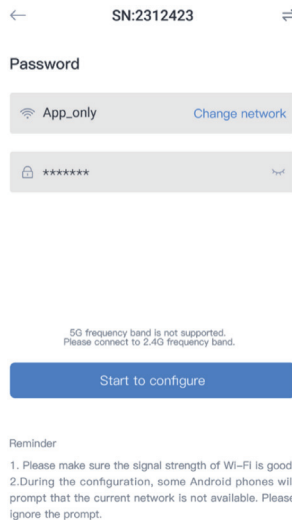 SN:2312423
Password
App_only Change network
*******
5G frequency band is not supported.
Please connect to 2.4G frequency band.
Start to configure
Reminder
1. Please make sure the signal strength of Wi-Fi is good
2.During the configuration, some Android phones wil
prompt that the current network is not available. Please
ignore the prompt.